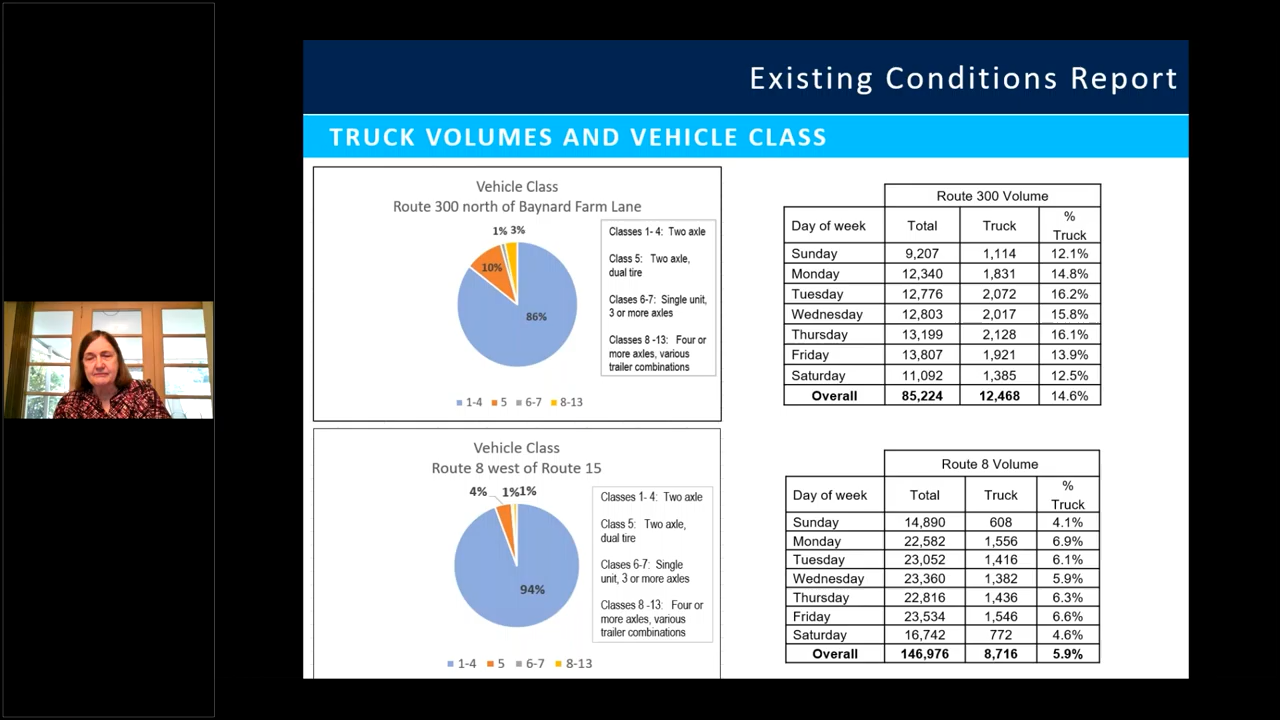 Existing Conditions Report
TRUCK VOLUMES AND VEHICLE CLASS
Vehicle Class
Route 300 north of Baynard Farm Lane
1% 3%
10%
86%
Classes 1- 4: Two axle
Class 5: Two axle,
dual tire
Clases 6-7: Single unit,
3 or more axles
Classes 8 -13: Four or
more axles, various
trailer combinations
1-4 5 6-7 8-13
Route 300 Volume
Day of week Total Truck %
Truck
Sunday 9,207 1,114 12.1%
Monday 12,340 1,831 14.8%
Tuesday 12,776 2,072 16.2%
Wednesday 12,803 2,017 15.8%
Thursday 13,199 2,128 16.1%
Friday 13,807 1,921 13.9%
Saturday 11,092 1,385 12.5%
Overall 85,224 12,468 14.6%
Vehicle Class
Route 8 west of Route 15
4% 1%1%
94%
Classes 1- 4: Two axle
Class 5: Two axle,
dual tire
Clases 6-7: Single
unit, 3 or more axles
Classes 8 -13: Four or
more axles, various
trailer combinations
1-4 5 6-7 8-13
Route 8 Volume
Day of week Total Truck %
Truck
Sunday 14,890 608 4.1%
Monday 22,582 1,556 6.9%
Tuesday 23,052 1,416 6.1%
Wednesday 23,360 1,382 5.9%
Thursday 22,816 1,436 6.3%
Friday 23,534 1,546 6.6%
Saturday 16,742 772 4.6%
Overall 146,976 8,716 5.9%